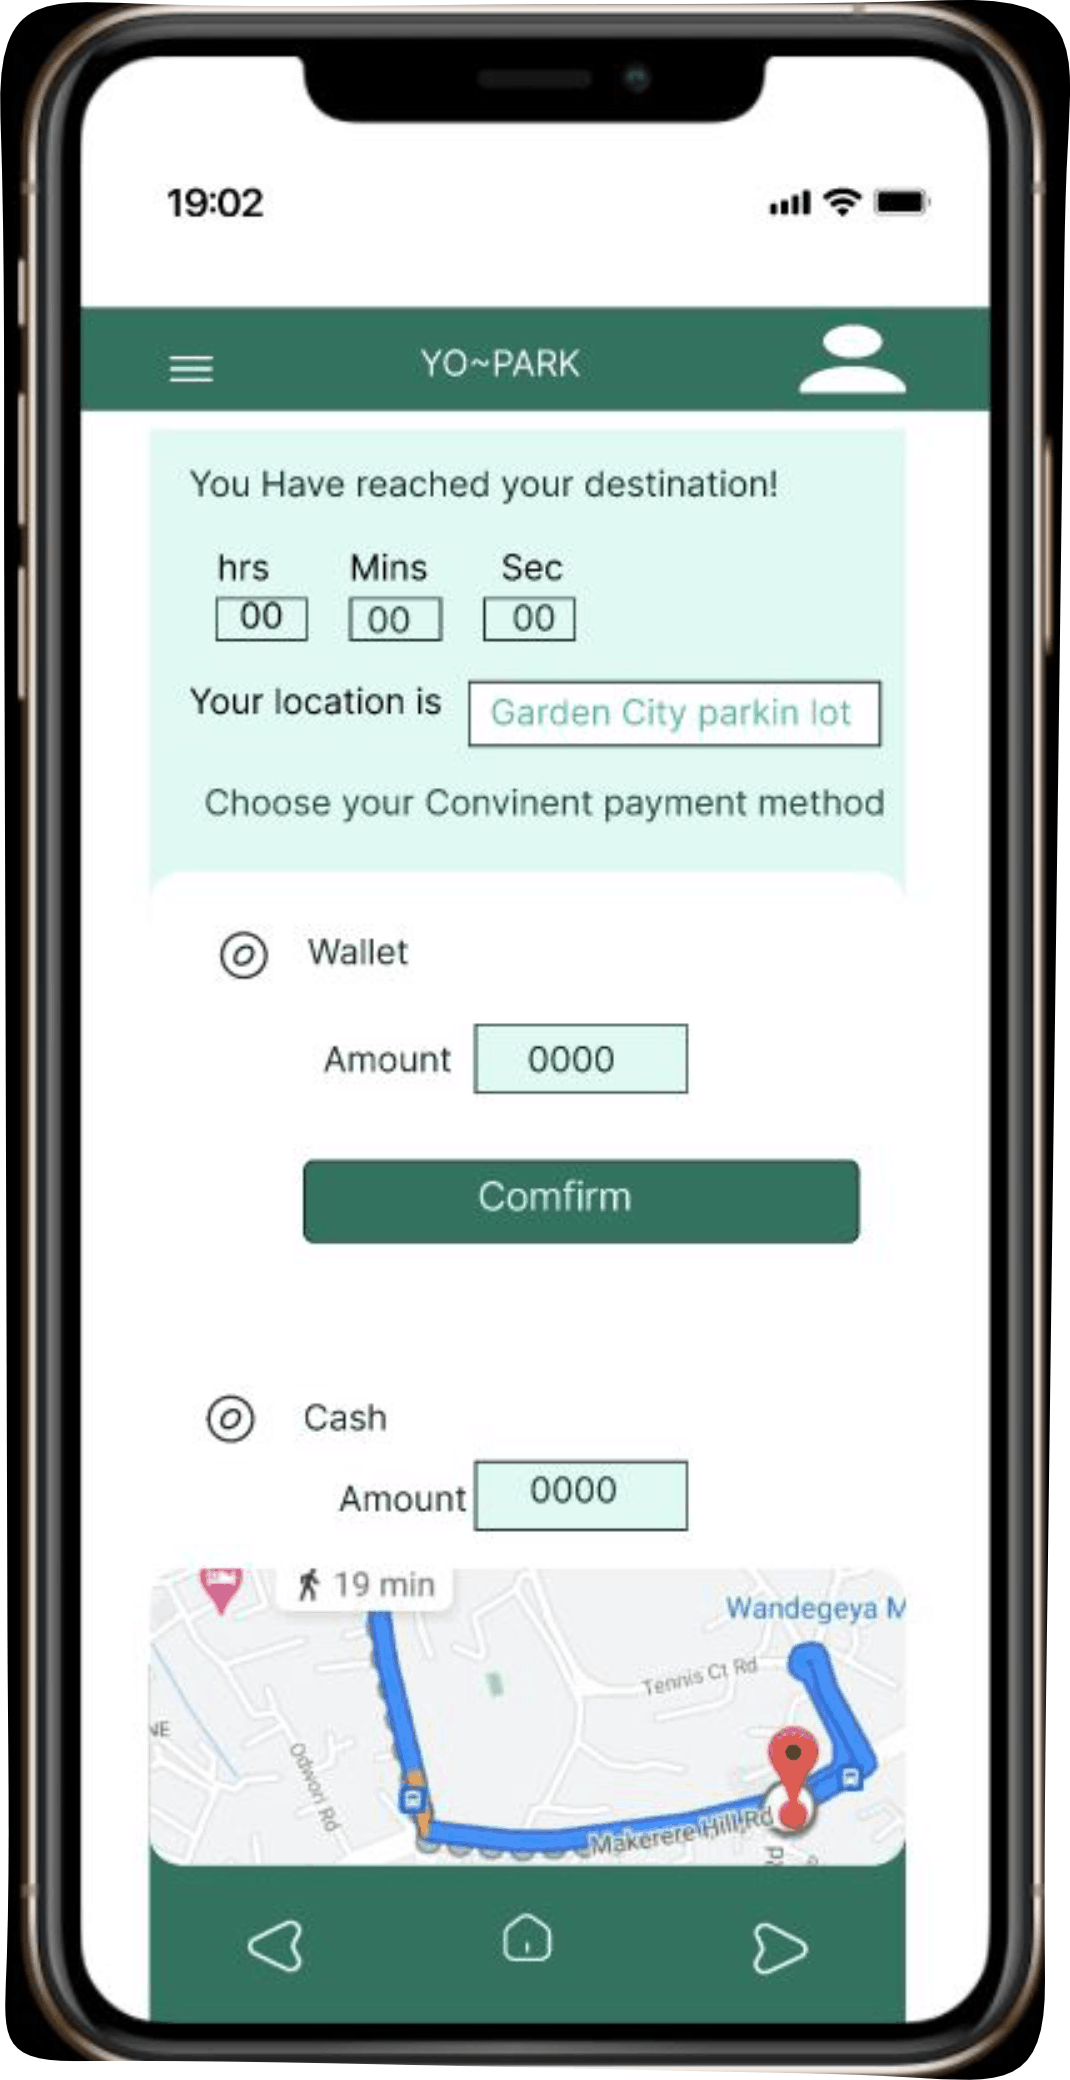 19:02
YO~PARK
You Have reached your destination!
hrs Mins Sec
00 00 00
Your location is Garden City parkin lot
Choose your Convinent payment method
Wallet
Amount 0000
Comfirm
Cash
Amount 0000
19 min
Wandegeya M
Tennis Ct Rd
NE
Odwori Rd
Makerere Hill Rd